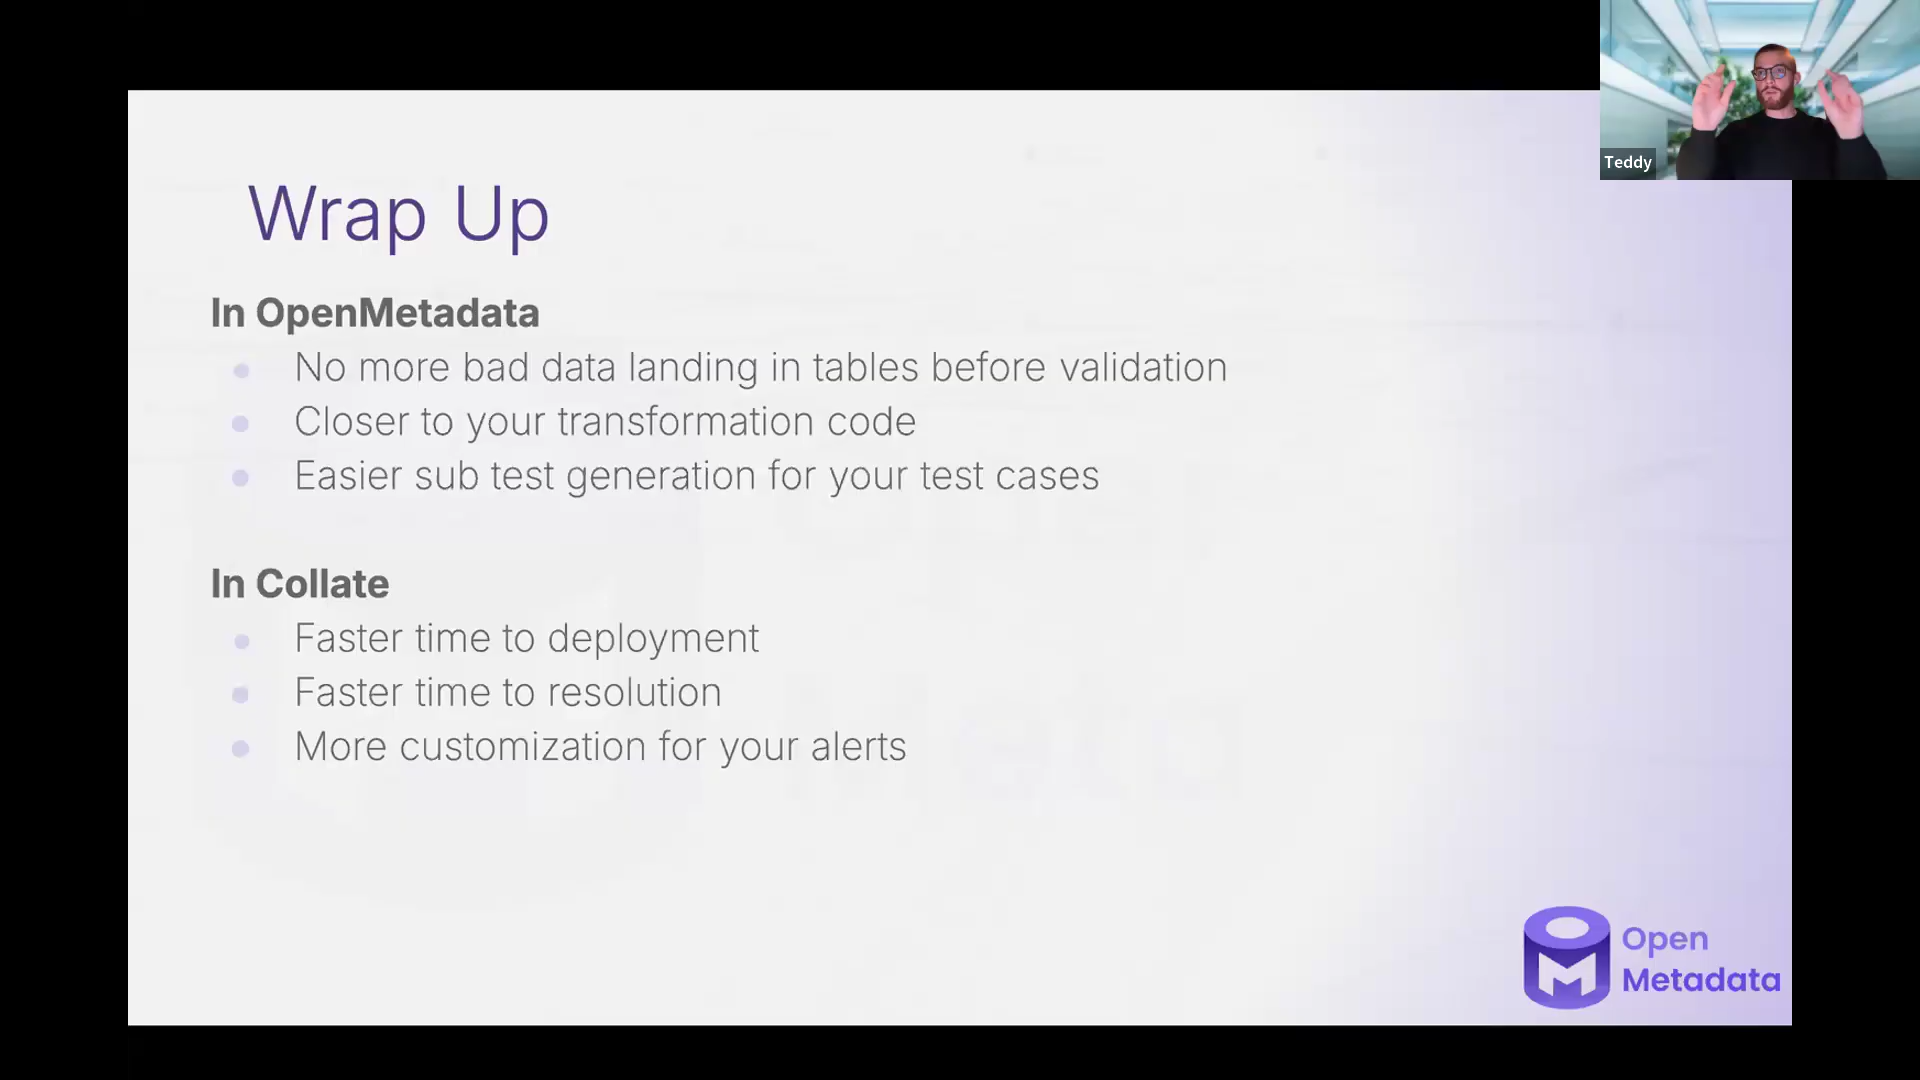 Teddy
Wrap Up
In OpenMetadata
No more bad data landing in tables before validation
Closer to your transformation code
Easier sub test generation for your test cases
In Collate
Faster time to deployment
Faster time to resolution
More customization for your alerts
Open
Metadata